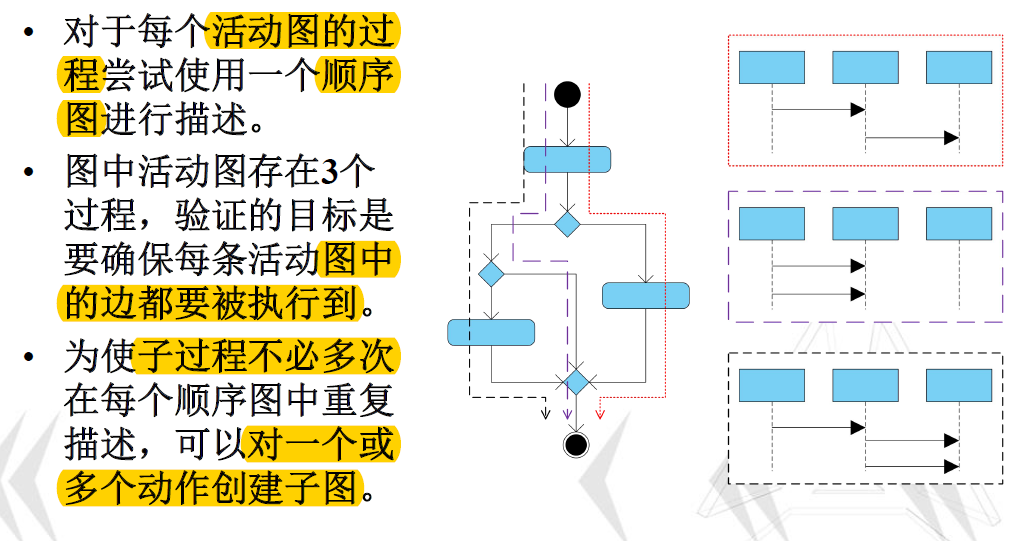 • 对于每个活动图的过
程尝试使用一个顺序
图进行描述。
• 图中活动图存在3个
过程，验证的目标是
要确保每条活动图中
的边都要被执行到。
• 为使子过程不必多次
在每个顺序图中重复
描述，可以对一个或
多个动作创建子图。